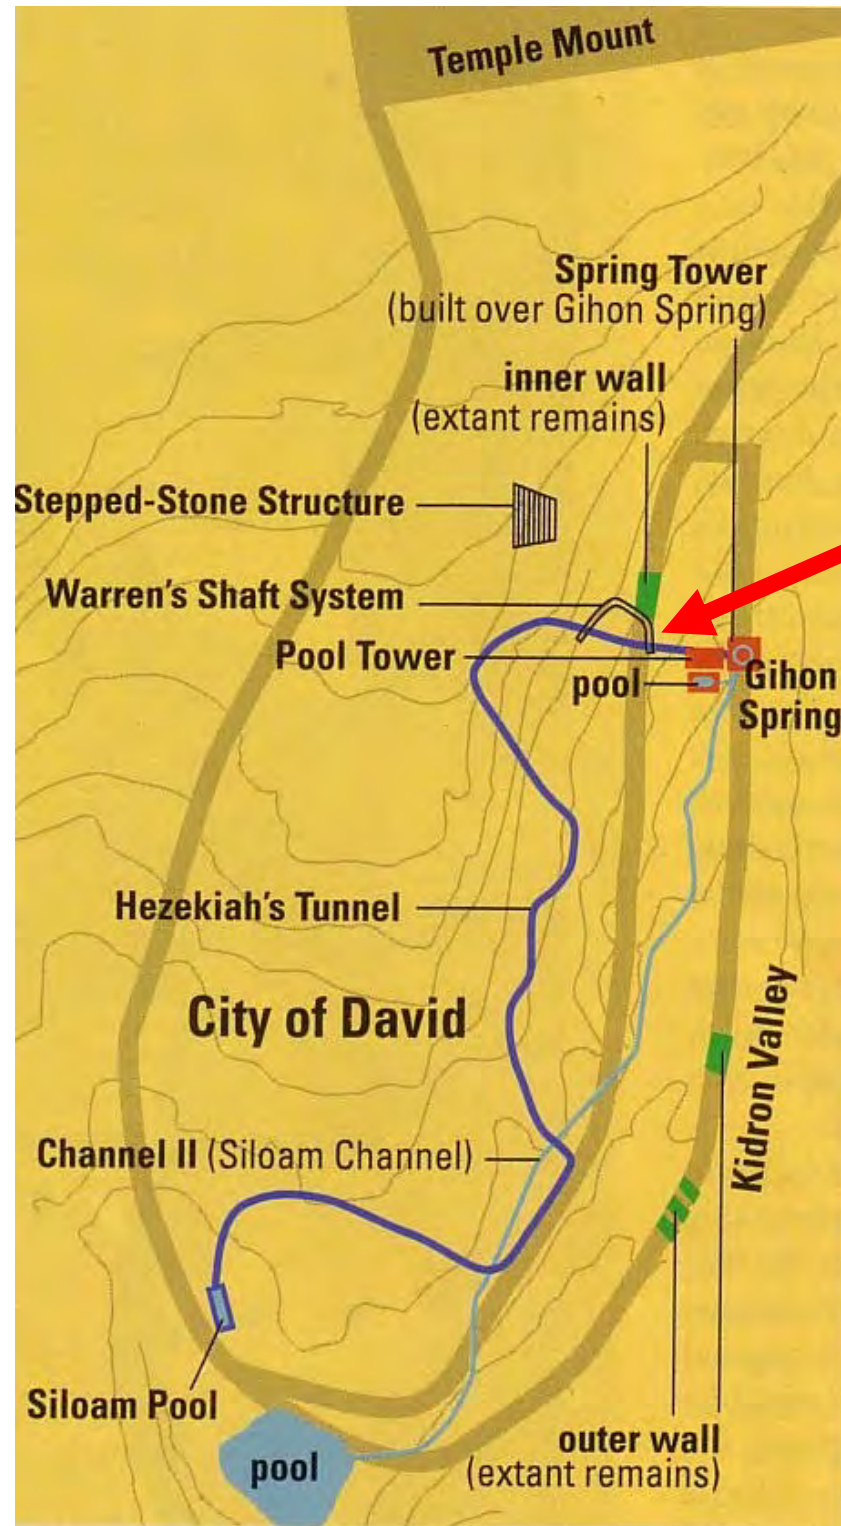 Temple Mount
Spring Tower
(built over Gihon Spring)
inner wall
(extant remains)
Stepped-Stone Structure
Warren's Shaft System
Pool Tower
pool
Gihon
Spring
Hezekiah's Tunnel
City of David
Kidron Valley
Channel II (Siloam Channel)
Siloam Pool
pool
outer wall
(extant remains)